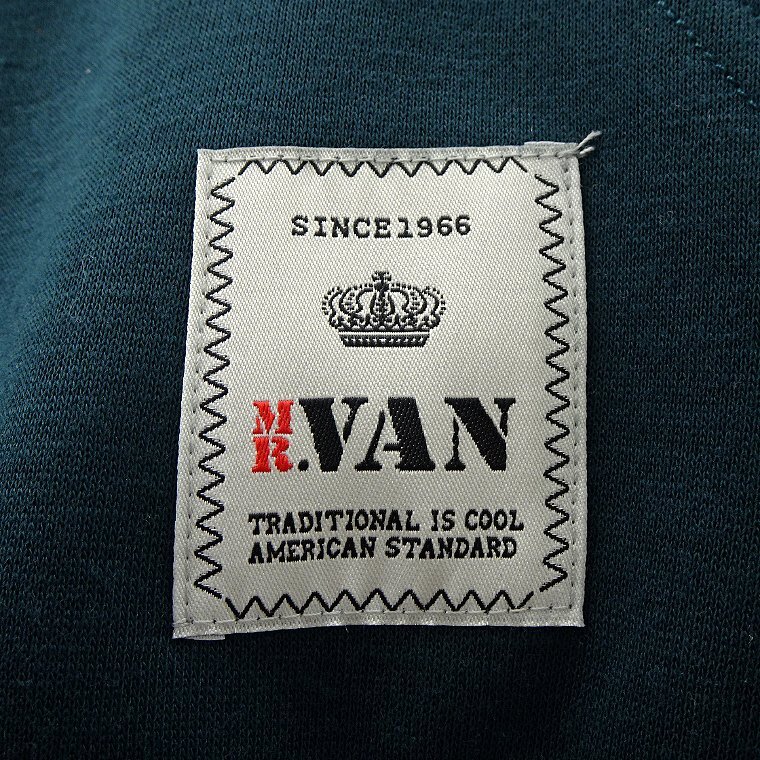 SINCE1966
MR.VAN
TRADITIONAL IS COOL
AMERICAN STANDARD